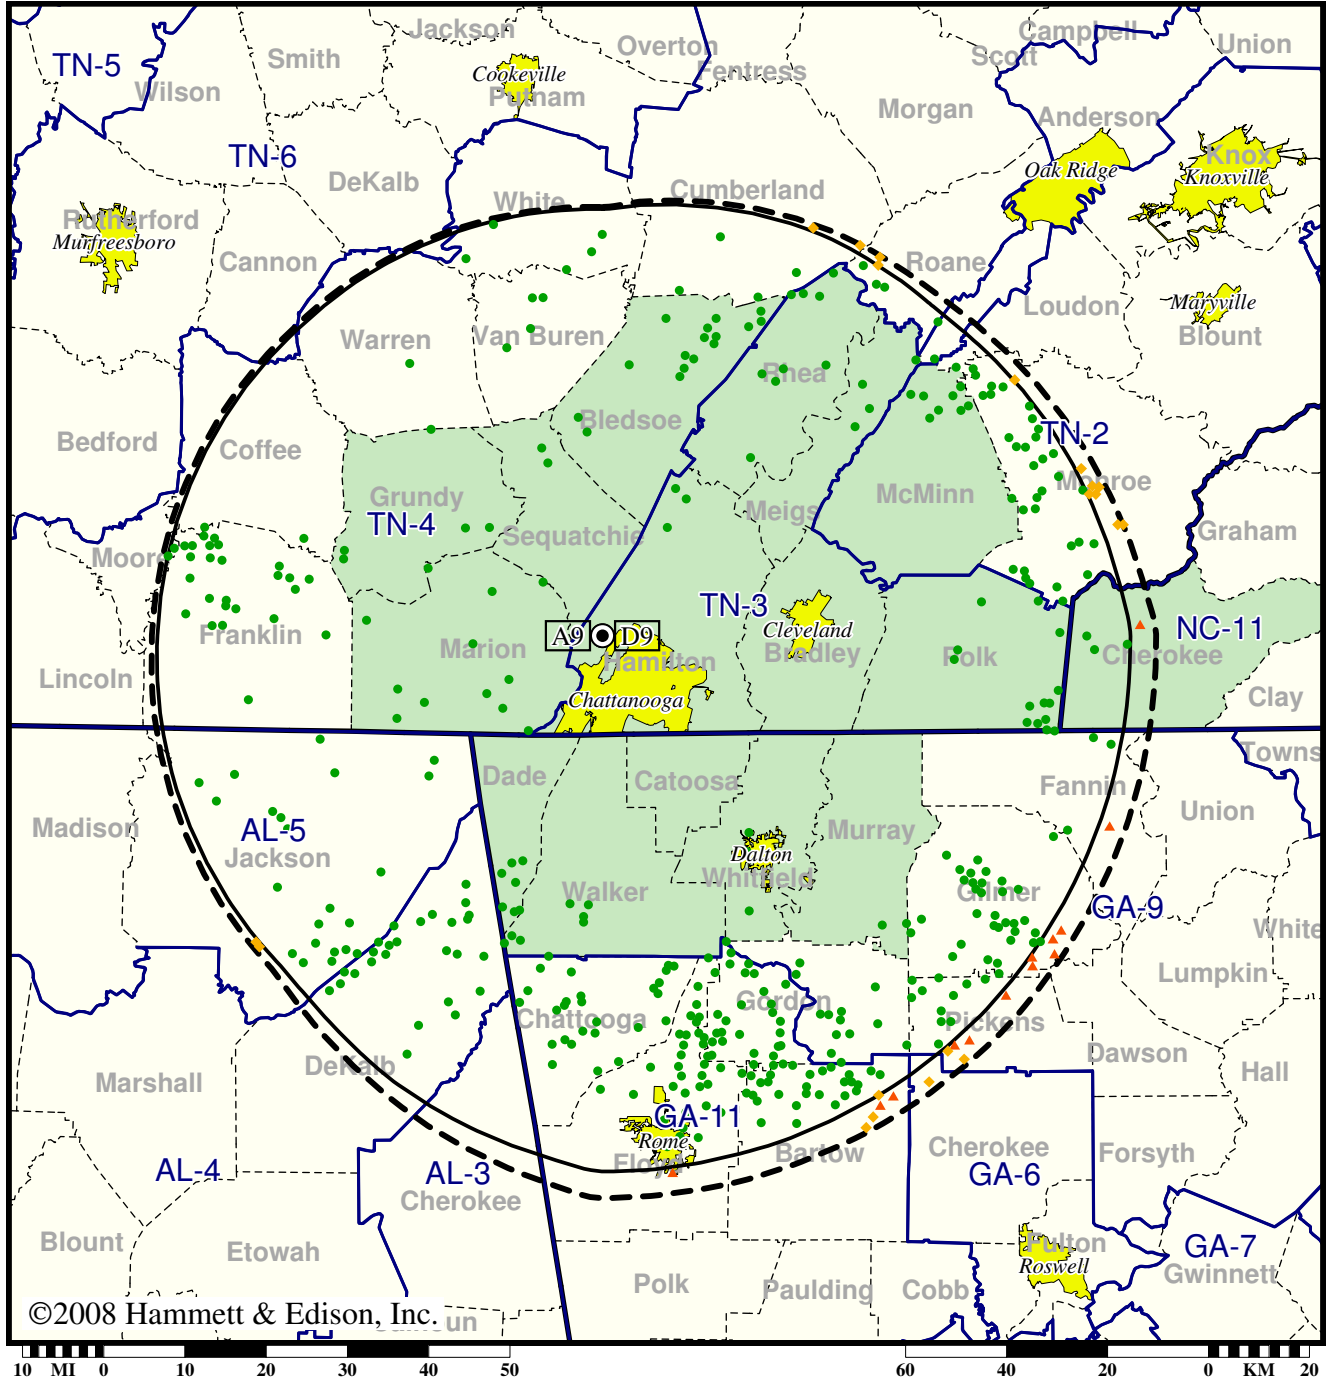 Jackson
Campbell
Overton
Union
TN-5
Smith
Scott
Cookeville
Fentress
Wilson
Putnam
Morgan
Anderson
TN-6
Knox
DeKalb
Oak Ridge
Knoxville
White
Cumberland
Rutherford
Murfreesboro
Cannon
Roane
Loudon
Maryville
Warren
Van Buren
Blount
Rhea
Bledsoe
TN-2
Bedford
Coffee
Monroe
Grundy
McMinn
TN-4
Meigs
Graham
Sequatchie
Moore
TN-3
Cleveland
NC-11
Franklin
A9
D9
Marion
Bradley
Polk
Cherokee
Hamilton
Lincoln
Chattanooga
Clay
Towns
Dade
Catoosa
Fannin
Union
Madison
AL-5
Murray
Jackson
Dalton
Whitfield
Walker
Gilmer
GA-9
White
Lumpkin
Gordon
Chattooga
Pickens
Dawson
DeKalb
Hall
Marshall
GA-11
Rome
Cherokee
Bartow
Forsyth
Floyd
AL-4
AL-3
GA-6
Cherokee
Blount
Etowah
Fulton
GA-7
Roswell
Gwinnett
Polk
Paulding
Cobb
©2008 Hammett & Edison, Inc.
10 MI 0 10 20 30 40 50
60 40 20 0 KM 20